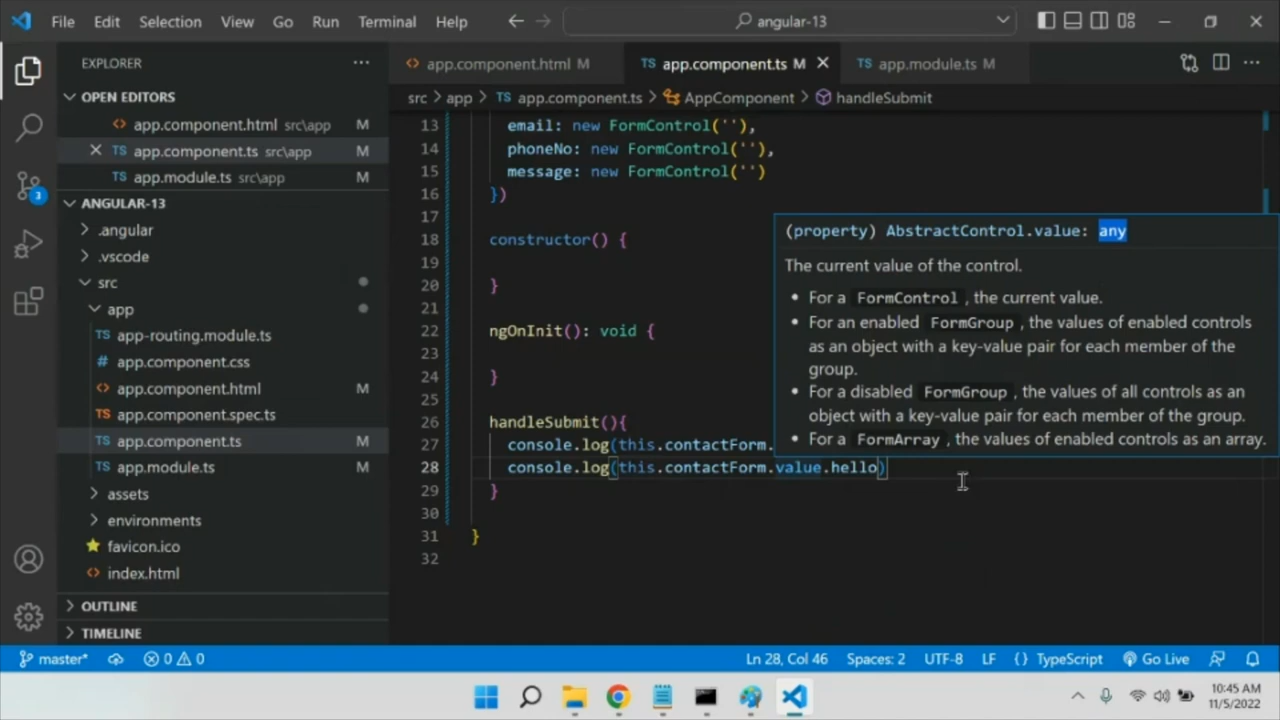 File Edit Selection View Go Run Terminal Help angular-13
EXPLORER
OPEN EDITORS
app.component.html src\app M
TS app.component.ts src\app M
TS app.module.ts src\app M
ANGULAR-13
.angular
.vscode
src
app
TS app-routing.module.ts
# app.component.css
app.component.html M
TS app.component.spec.ts
TS app.component.ts M
TS app.module.ts M
assets
environments
favicon.ico
index.html
OUTLINE
TIMELINE
3
app.component.html M TS app.component.ts M TS app.module.ts M
src > app > TS app.component.ts > AppComponent > handleSubmit
13 email: new FormControl(''),
14 phoneNo: new FormControl(''),
15 message: new FormControl('')
16 })
17
18 constructor() {
19
20 }
21
22 ngOnInit(): void {
23
24 }
25
26 handleSubmit(){
27 console.log(this.contactForm.
28 console.log(this.contactForm.value.hello)
29 }
30
31 }
32
(property) AbstractControl.value: any
The current value of the control.
• For a FormControl , the current value.
• For an enabled FormGroup , the values of enabled controls
as an object with a key-value pair for each member of the
group.
• For a disabled FormGroup , the values of all controls as an
object with a key-value pair for each member of the group.
• For a FormArray , the values of enabled controls as an array.
master* 0 0 Ln 28, Col 46 Spaces: 2 UTF-8 LF {} TypeScript Go Live
10:45 AM
11/5/2022